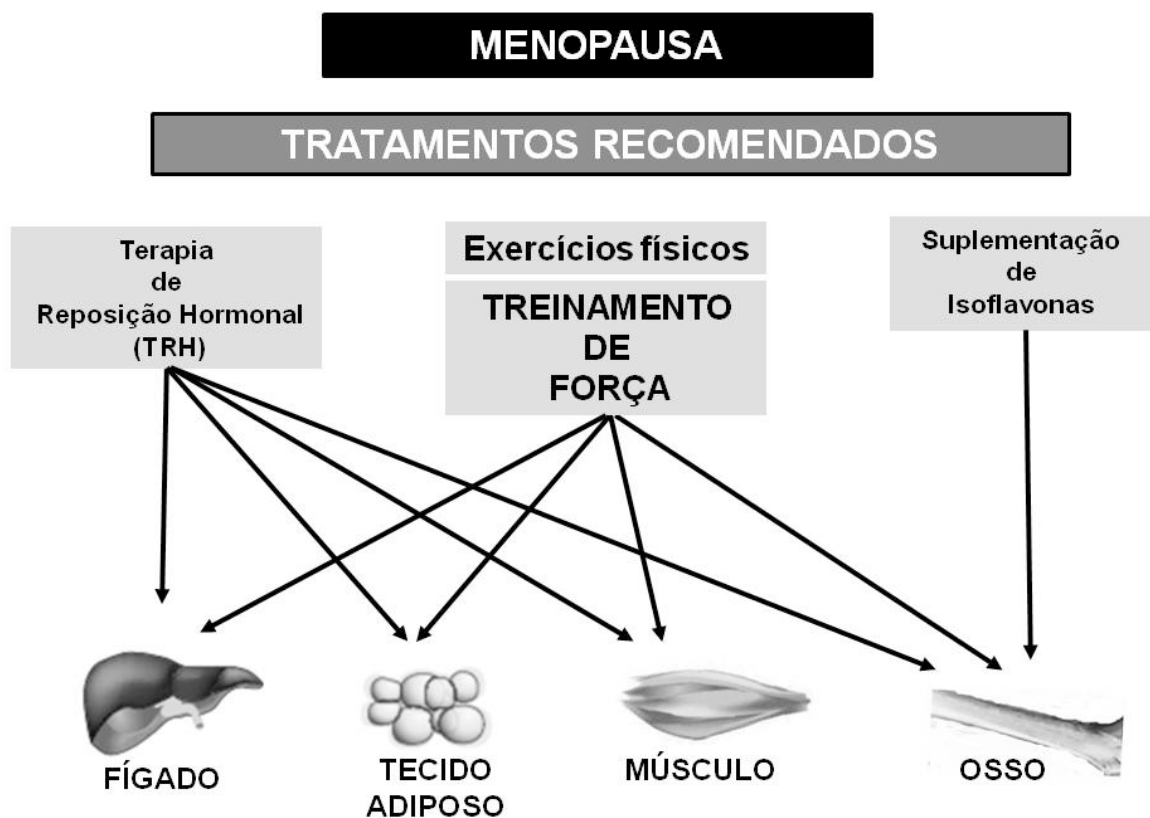 MENOPAUSA
TRATAMENTOS RECOMENDADOS
Terapia
de
Reposição Hormonal
(TRH)
Exercícios físicos
TREINAMENTO
DE
FORÇA
Suplementação
de
Isoflavonas
FÍGADO
TECIDO
ADIPOSO
MÚSCULO
OSSO